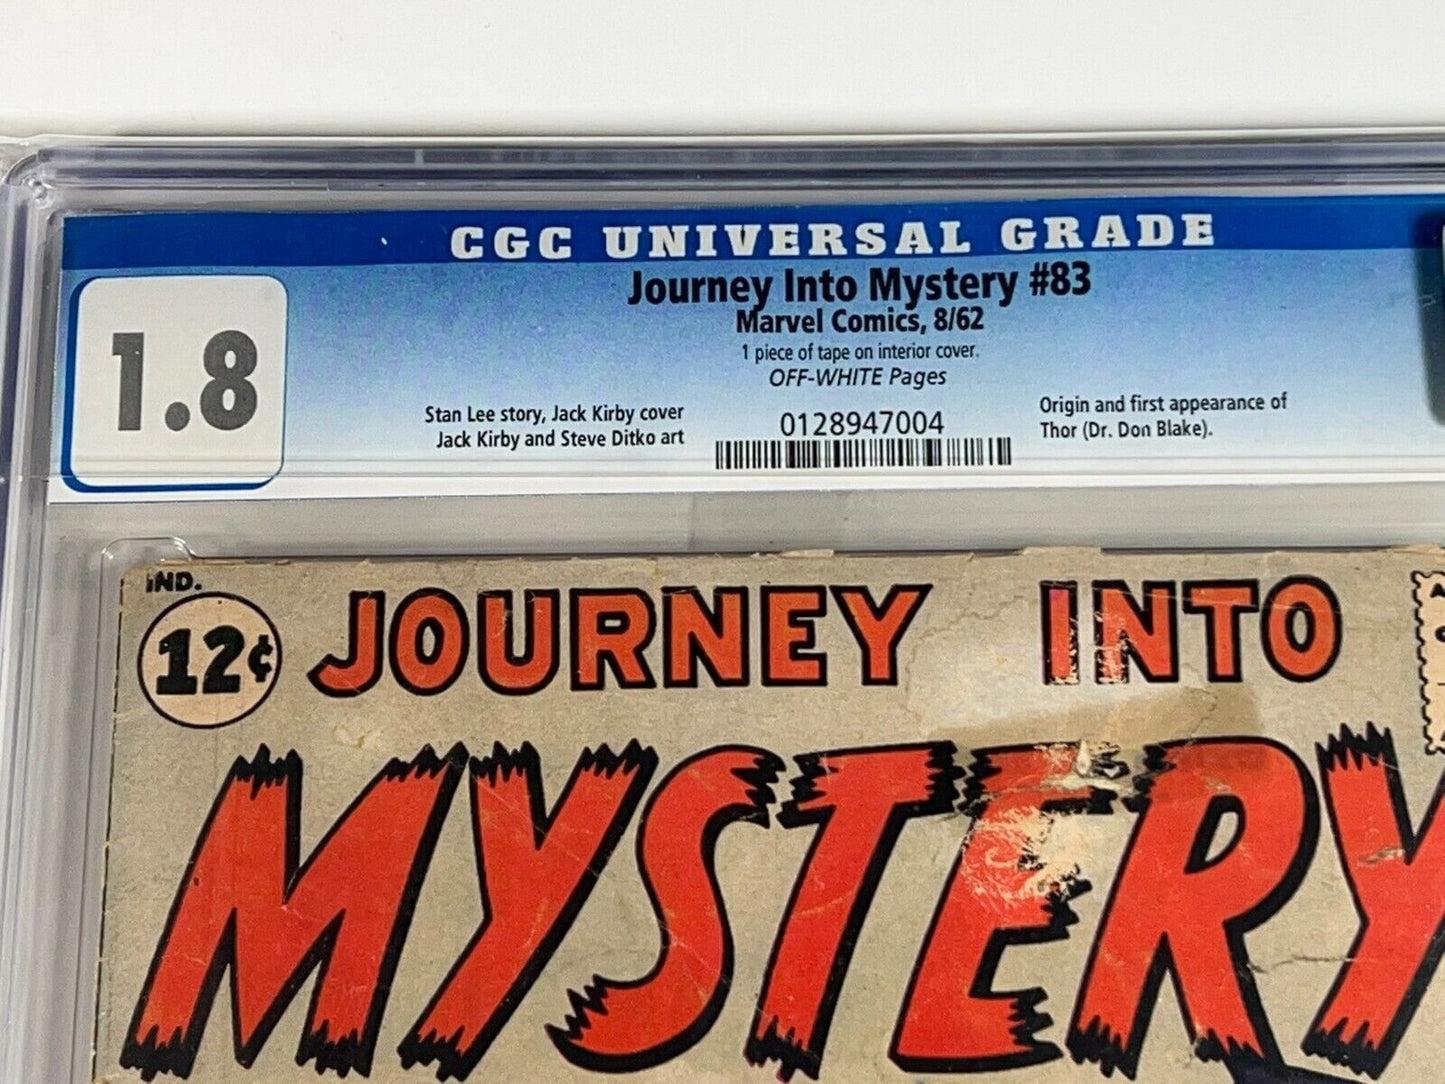 CGC UNIVERSAL GRADE
1.8
Journey Into Mystery #83
Marvel Comics, 8/62
1 piece of tape on interior cover.
OFF-WHITE Pages
Stan Lee story, Jack Kirby cover
Jack Kirby and Steve Ditko art
0128947004
Origin and first appearance of
Thor (Dr. Don Blake).
IND.
12¢
JOURNEY INTO
MYSTERY